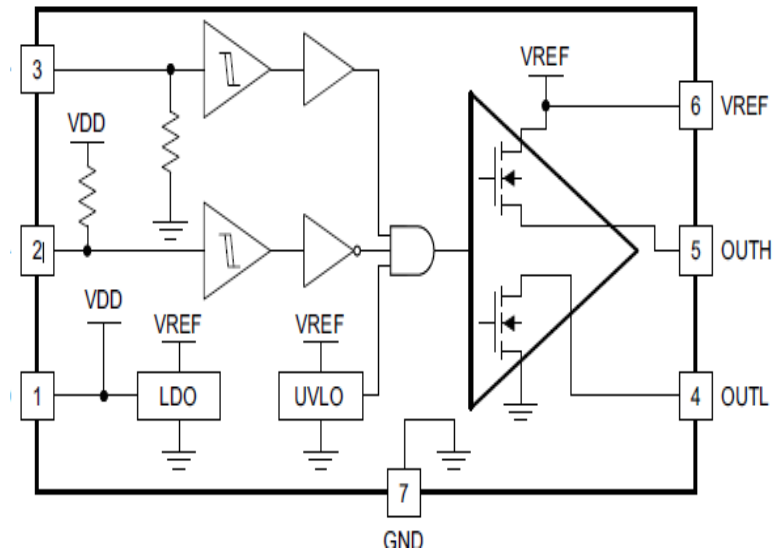 3
VREF
6 VREF
VDD
2|
5 OUTH
VDD
VREF
VREF
1
LDO
UVLO
4 OUTL
7
GND